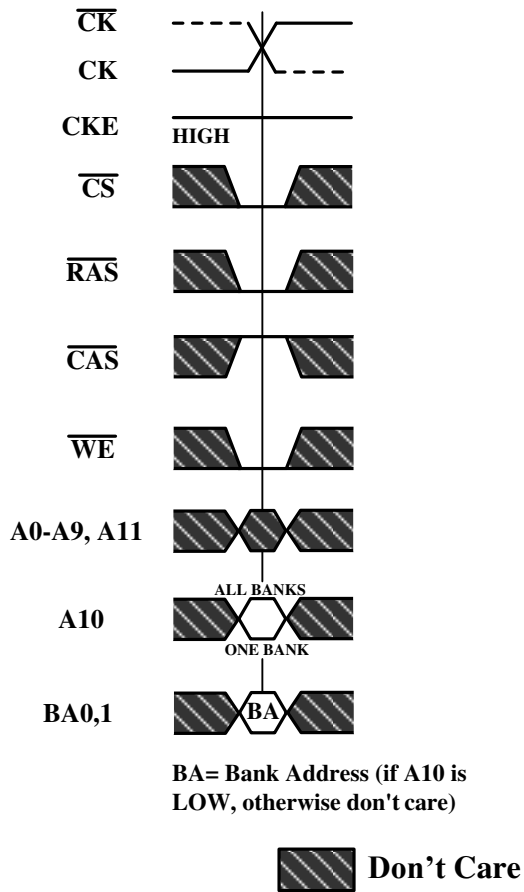 CK
CK
CKE
HIGH
CS
RAS
CAS
WE
A0-A9, A11
ALL BANKS
A10
ONE BANK
BA0,1
BA
BA= Bank Address (if A10 is
LOW, otherwise don't care)
Don't Care